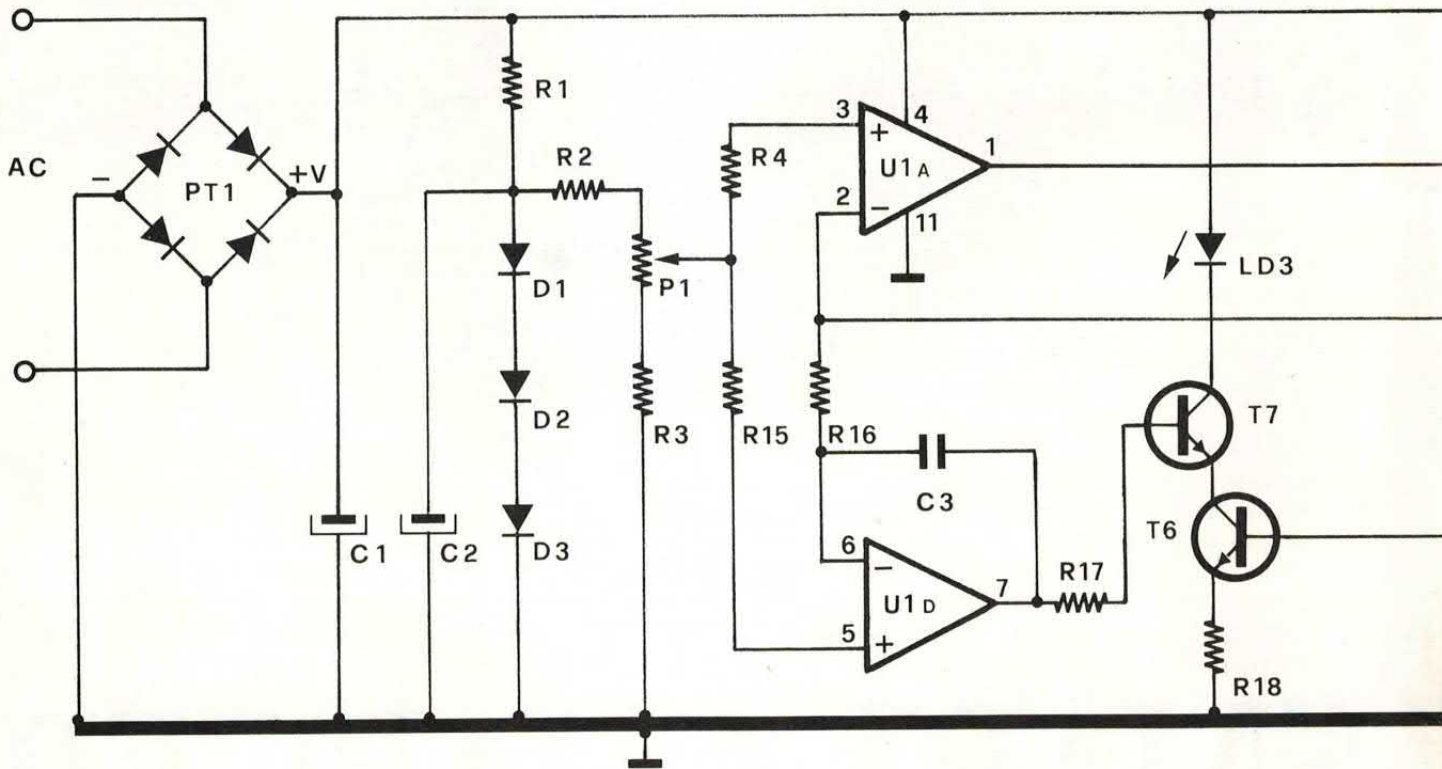 R1
3
4
+
R4
1
AC
PT1
-
+V
R2
U1A
2
-
11
P1
LD3
D1
D2
R3
R15
R16
T7
C3
T6
C1
C2
D3
6
-
7
R17
U1D
5
+
R18